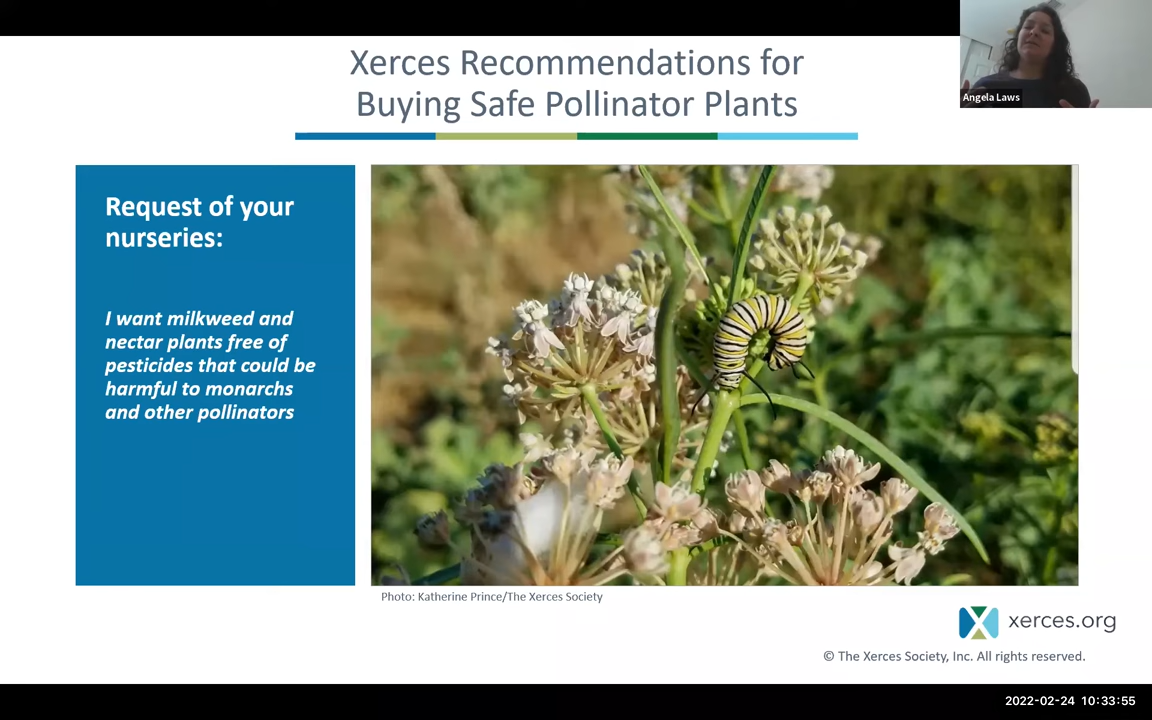 Xerces Recommendations for
Buying Safe Pollinator Plants
Angela Laws
Request of your
nurseries:
I want milkweed and
nectar plants free of
pesticides that could be
harmful to monarchs
and other pollinators
Photo: Katherine Prince/The Xerces Society
xerces.org
© The Xerces Society, Inc. All rights reserved.
2022-02-24 10:33:55